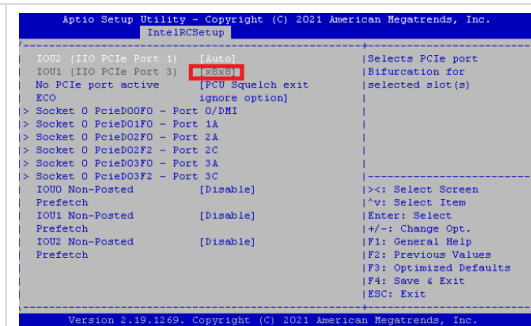 Aptio Setup Utility - Copyright (C) 2021 American Megatrends, Inc.
IntelRCSetup
IOU2 (IIO PCIe Port 1) [Auto] |Selects PCIe port
IOU1 (IIO PCIe Port 3) [x8x8] |Bifurcation for
No PCIe port active [PCU Squelch exit |selected slot(s)
ECO ignore option] |
> Socket 0 PcieD00F0 - Port 0/DMI
> Socket 0 PcieD01F0 - Port 1A
> Socket 0 PcieD02F0 - Port 2A
> Socket 0 PcieD02F2 - Port 2C
> Socket 0 PcieD03F0 - Port 3A
> Socket 0 PcieD03F2 - Port 3C
IOU0 Non-Posted [Disable] |><: Select Screen
Prefetch |^v: Select Item
IOU1 Non-Posted [Disable] |Enter: Select
Prefetch |+/-: Change Opt.
IOU2 Non-Posted [Disable] |F1: General Help
Prefetch |F2: Previous Values
|F3: Optimized Defaults
|F4: Save & Exit
|ESC: Exit
Version 2.19.1269. Copyright (C) 2021 American Megatrends, Inc.